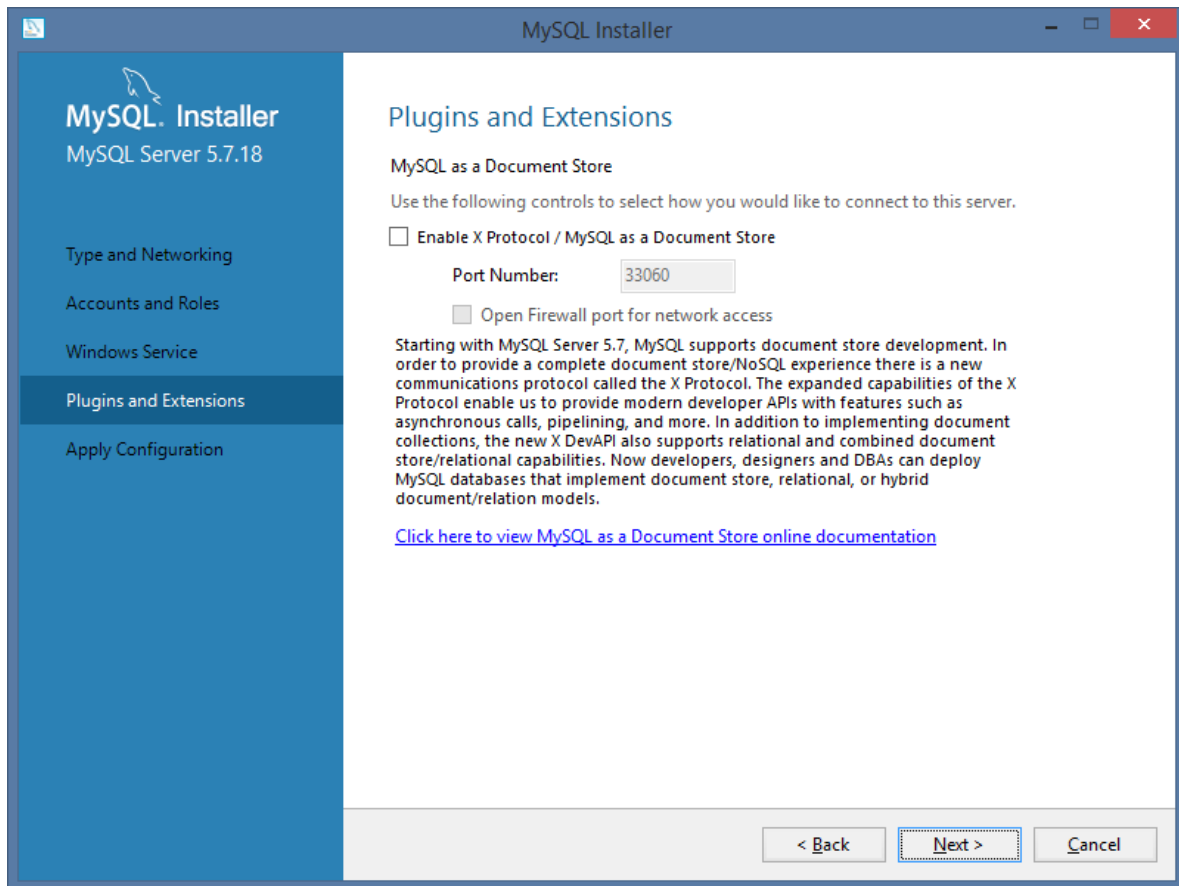 MySQL Installer
MySQL. Installer
MySQL Server 5.7.18
Type and Networking
Accounts and Roles
Windows Service
Plugins and Extensions
Apply Configuration
Plugins and Extensions
MySQL as a Document Store
Use the following controls to select how you would like to connect to this server.
Enable X Protocol / MySQL as a Document Store
Port Number: 33060
Open Firewall port for network access
Starting with MySQL Server 5.7, MySQL supports document store development. In
order to provide a complete document store/NoSQL experience there is a new
communications protocol called the X Protocol. The expanded capabilities of the X
Protocol enable us to provide modern developer APIs with features such as
asynchronous calls, pipelining, and more. In addition to implementing document
collections, the new X DevAPI also supports relational and combined document
store/relational capabilities. Now developers, designers and DBAs can deploy
MySQL databases that implement document store, relational, or hybrid
document/relation models.
Click here to view MySQL as a Document Store online documentation
< Back Next > Cancel